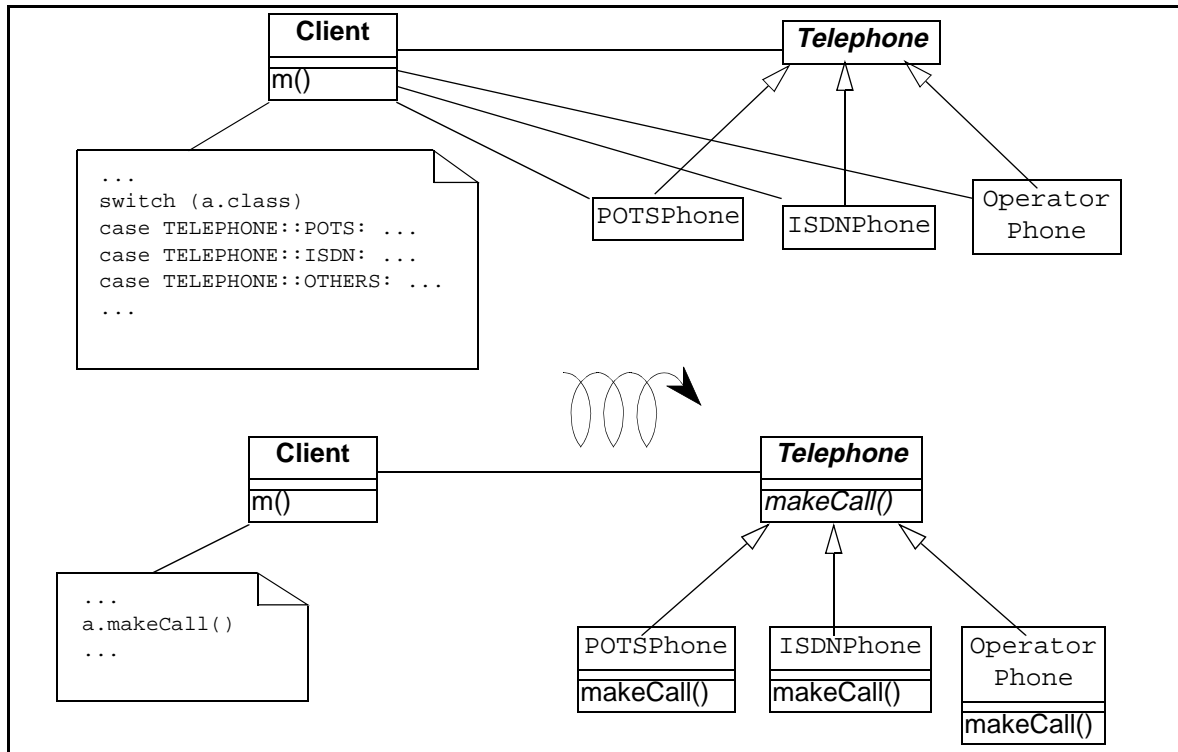 Client
m()
Telephone
...
switch (a.class)
case TELEPHONE::POTS: ...
case TELEPHONE::ISDN: ...
case TELEPHONE::OTHERS: ...
...
POTSPhone
ISDNPhone
Operator
Phone
Client
m()
Telephone
makeCall()
...
a.makeCall()
...
POTSPhone
makeCall()
ISDNPhone
makeCall()
Operator
Phone
makeCall()